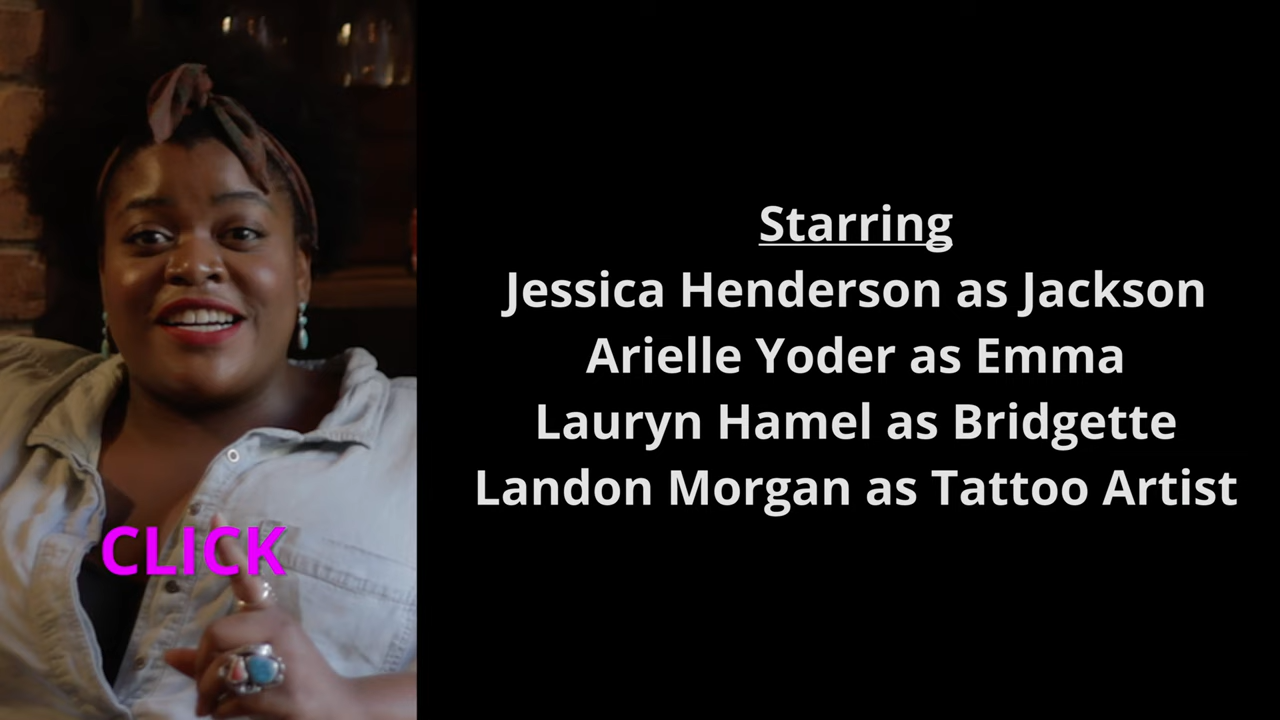 Starring
Jessica Henderson as Jackson
Arielle Yoder as Emma
Lauryn Hamel as Bridgette
Landon Morgan as Tattoo Artist
CLICK